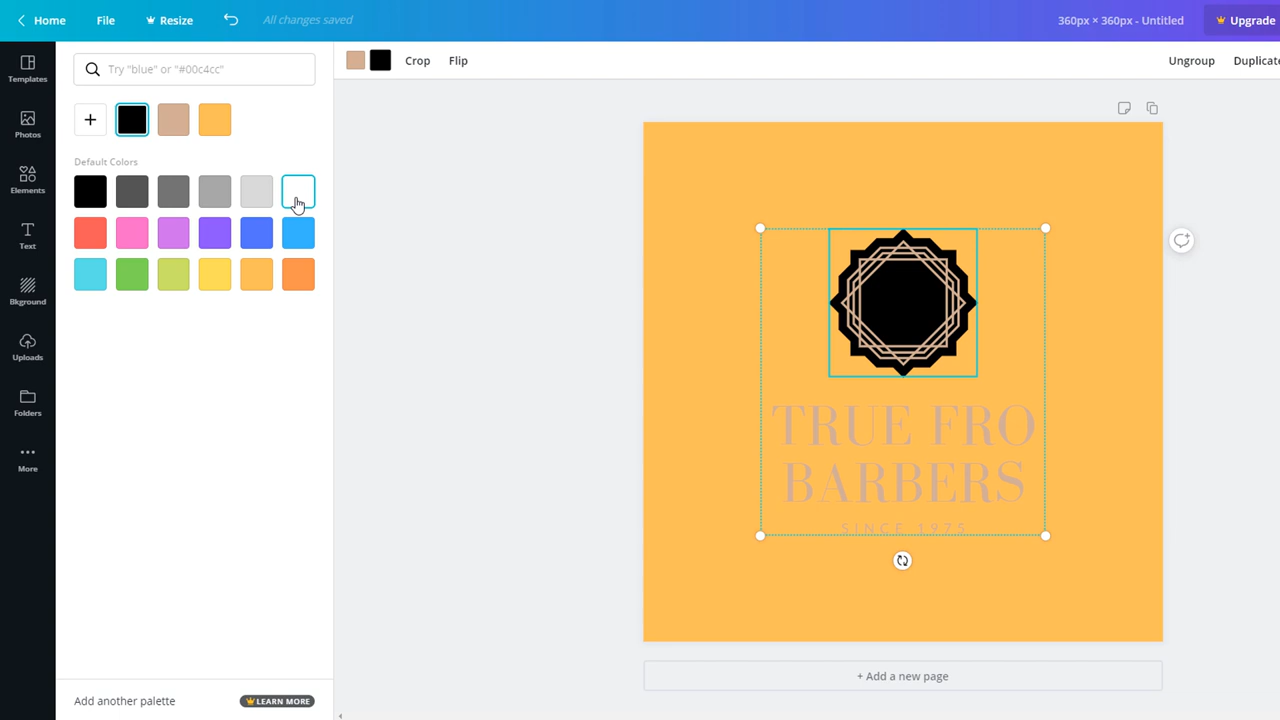 Home File Resize All changes saved 360px × 360px - Untitled Upgrade
Try "blue" or "#00c4cc"
Crop Flip Ungroup Duplicate
Templates
Photos
Elements
Text
Bkground
Uploads
Folders
More
Default Colors
TRUE FRO
BARBERS
SINCE 1975
+ Add a new page
Add another palette LEARN MORE